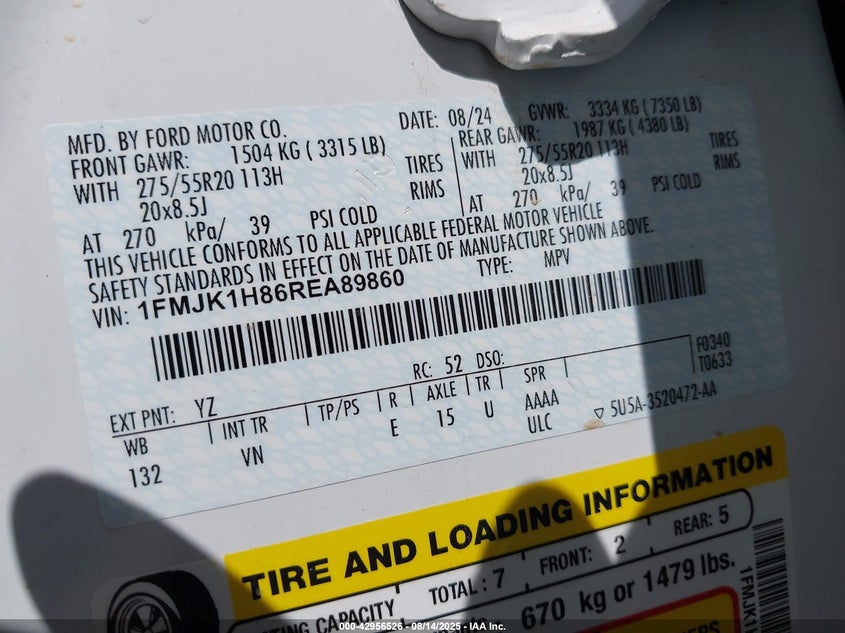 MFD. BY FORD MOTOR CO.
DATE: 08/24 GVWR: 3334 KG (7350 LB)
FRONT GAWR: 1504 KG (3315 LB) REAR GAWR: 1987 KG (4380 LB)
WITH 275/55R20 113H TIRES WITH 275/55R20 113H TIRES
20x8.5J RIMS 20x8.5J RIMS
AT 270 kPa/ 39 PSI COLD AT 270 kPa/ 39 PSI COLD
THIS VEHICLE CONFORMS TO ALL APPLICABLE FEDERAL MOTOR VEHICLE
SAFETY STANDARDS IN EFFECT ON THE DATE OF MANUFACTURE SHOWN ABOVE.
VIN: 1FMJK1H86REA89860 TYPE: MPV
EXT PNT: YZ RC: 52 DSO: F0340
T0633
WB INT TR TP/PS R AXLE TR SPR
132 VN E 15 U AAAA
ULC
5U5A-3520472-AA
TIRE AND LOADING INFORMATION
CAPACITY TOTAL: 7 FRONT: 2 REAR: 5
670 kg or 1479 lbs.
000-42956526 - 08/14/2025 - IAA Inc.